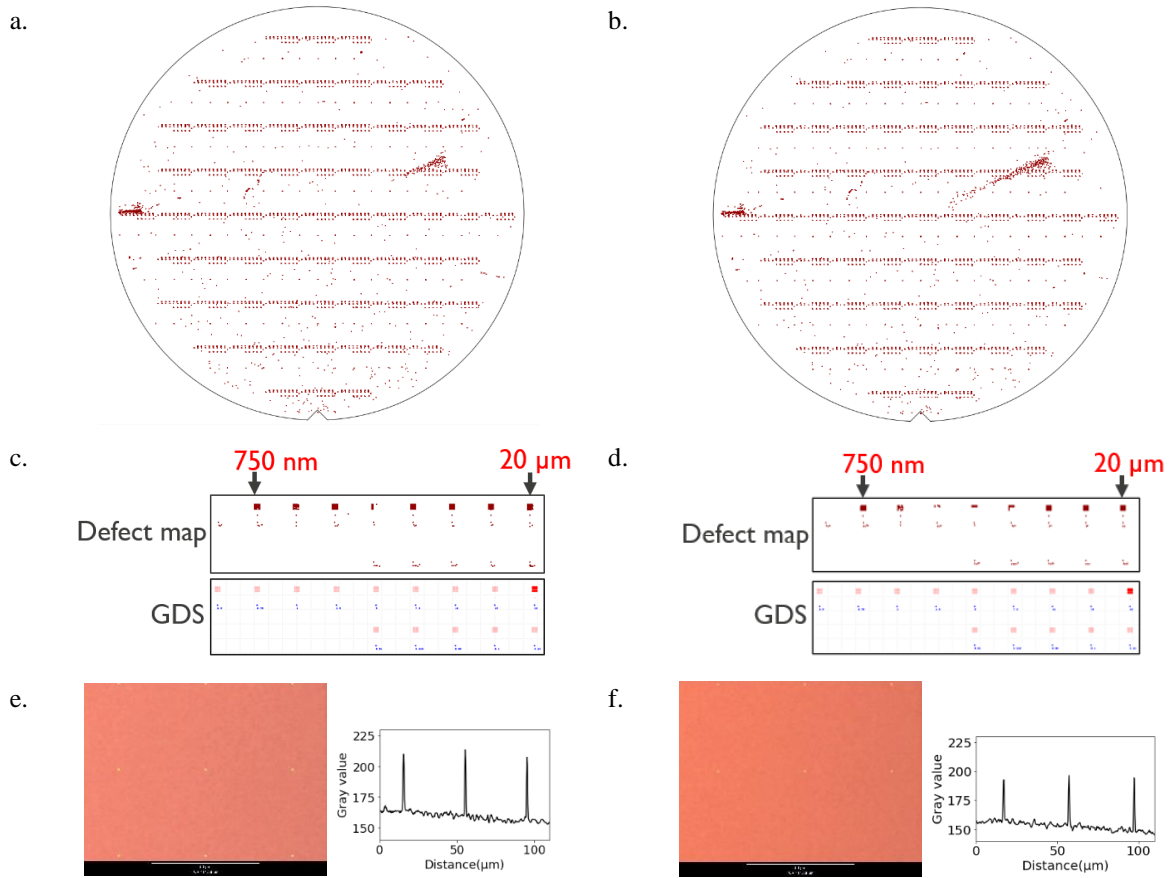 a.
b.
c.
750 nm
20 µm
Defect map
GDS
d.
750 nm
20 µm
Defect map
GDS
e.
225
200
175
150
Gray value
0
50
100
Distance(µm)
f.
225
200
175
150
Gray value
0
50
100
Distance(µm)